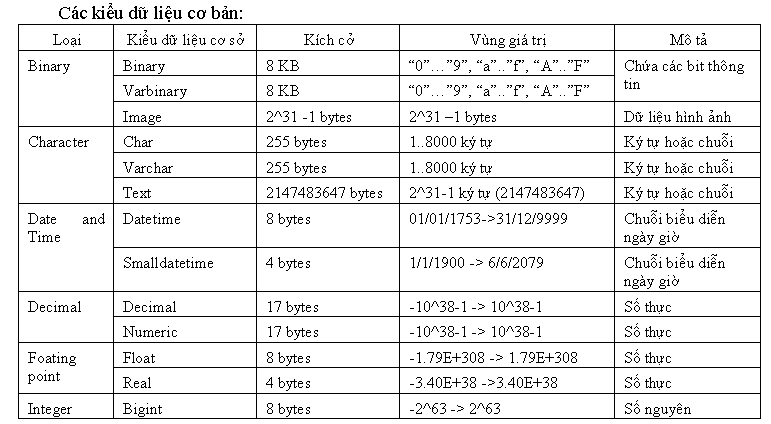 Các kiểu dữ liệu cơ bản:
Loại Kiểu dữ liệu cơ sở Kích cở Vùng giá trị Mô tả
Binary Binary 8 KB “0”…”9”, “a”..”f”, “A”..”F” Chứa các bit thông
tin
Varbinary 8 KB “0”…”9”, “a”..”f”, “A”..”F”
Image 2^31 -1 bytes 2^31 –1 bytes Dữ liệu hình ảnh
Character Char 255 bytes 1..8000 ký tự Ký tự hoặc chuỗi
Varchar 255 bytes 1..8000 ký tự Ký tự hoặc chuỗi
Text 2147483647 bytes 2^31-1 ký tự (2147483647) Ký tự hoặc chuỗi
Date and
Time
Datetime 8 bytes 01/01/1753->31/12/9999 Chuỗi biểu diễn
ngày giờ
Smalldatetime 4 bytes 1/1/1900 -> 6/6/2079 Chuỗi biểu diễn
ngày giờ
Decimal Decimal 17 bytes -10^38-1 -> 10^38-1 Số thực
Numeric 17 bytes -10^38-1 -> 10^38-1 Số thực
Foating
point
Float 8 bytes -1.79E+308 -> 1.79E+308 Số thực
Real 4 bytes -3.40E+38 ->3.40E+38 Số thực
Integer Bigint 8 bytes -2^63 -> 2^63 Số nguyên